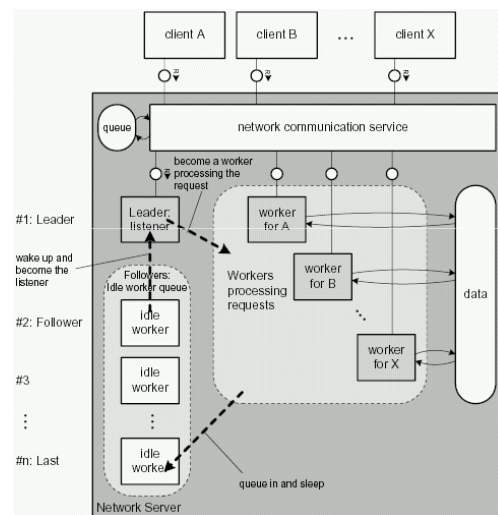 client A
client B
...
client X
R
R
R
queue
network communication service
R
become a worker
processing the
request
#1: Leader
Leader:
listener
worker
for A
wake up and
become the
listener
Followers:
Idle worker queue
Workers
processing
requests
worker
for B
data
#2: Follower
idle
worker
...
worker
for X
#3
idle
worker
...
...
#n: Last
idle
worker
queue in and sleep
Network Server